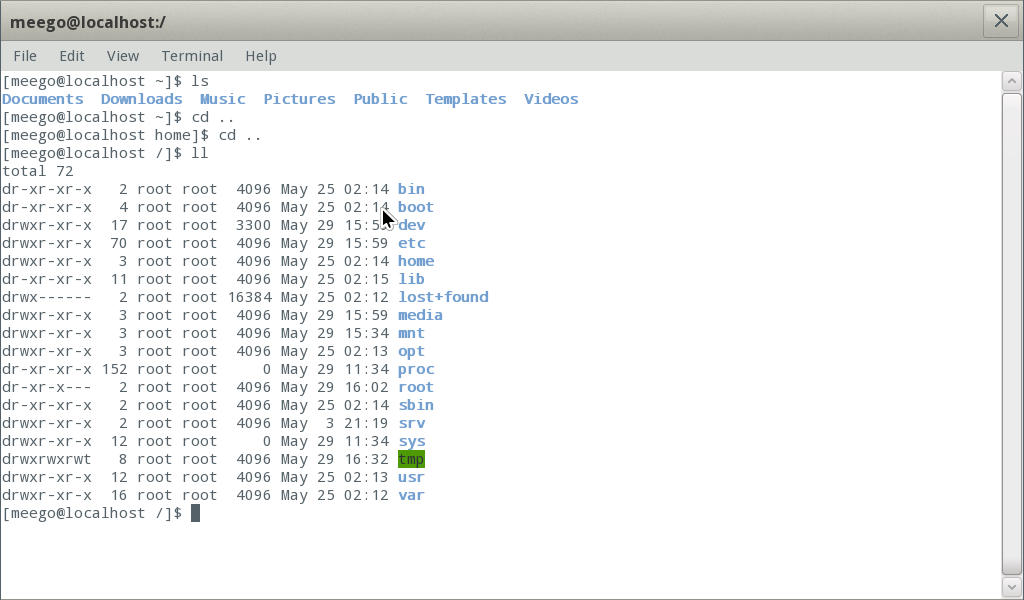 meego@localhost:/
File Edit View Terminal Help
[meego@localhost ~]$ ls
Documents  Downloads  Music  Pictures  Public  Templates  Videos
[meego@localhost ~]$ cd ..
[meego@localhost home]$ cd ..
[meego@localhost /]$ ll
total 72
dr-xr-xr-x   2 root root  4096 May 25 02:14 bin
dr-xr-xr-x   4 root root  4096 May 25 02:14 boot
drwxr-xr-x  17 root root  3300 May 29 dev
drwxr-xr-x  70 root root  4096 May 29 15:59 etc
drwxr-xr-x   3 root root  4096 May 25 02:14 home
dr-xr-xr-x  11 root root  4096 May 25 02:15 lib
drwx------   2 root root 16384 May 25 02:12 lost+found
drwxr-xr-x   3 root root  4096 May 29 15:59 media
drwxr-xr-x   3 root root  4096 May 29 15:34 mnt
drwxr-xr-x   3 root root  4096 May 25 02:13 opt
dr-xr-xr-x 152 root root     0 May 29 11:34 proc
dr-xr-x---   2 root root  4096 May 29 16:02 root
dr-xr-xr-x   2 root root  4096 May 25 02:14 sbin
drwxr-xr-x   2 root root  4096 May  3 21:19 srv
drwxr-xr-x  12 root root     0 May 29 11:34 sys
drwxrwxrwt   8 root root  4096 May 29 16:32 tmp
drwxr-xr-x  12 root root  4096 May 25 02:13 usr
drwxr-xr-x  16 root root  4096 May 25 02:12 var
[meego@localhost /]$